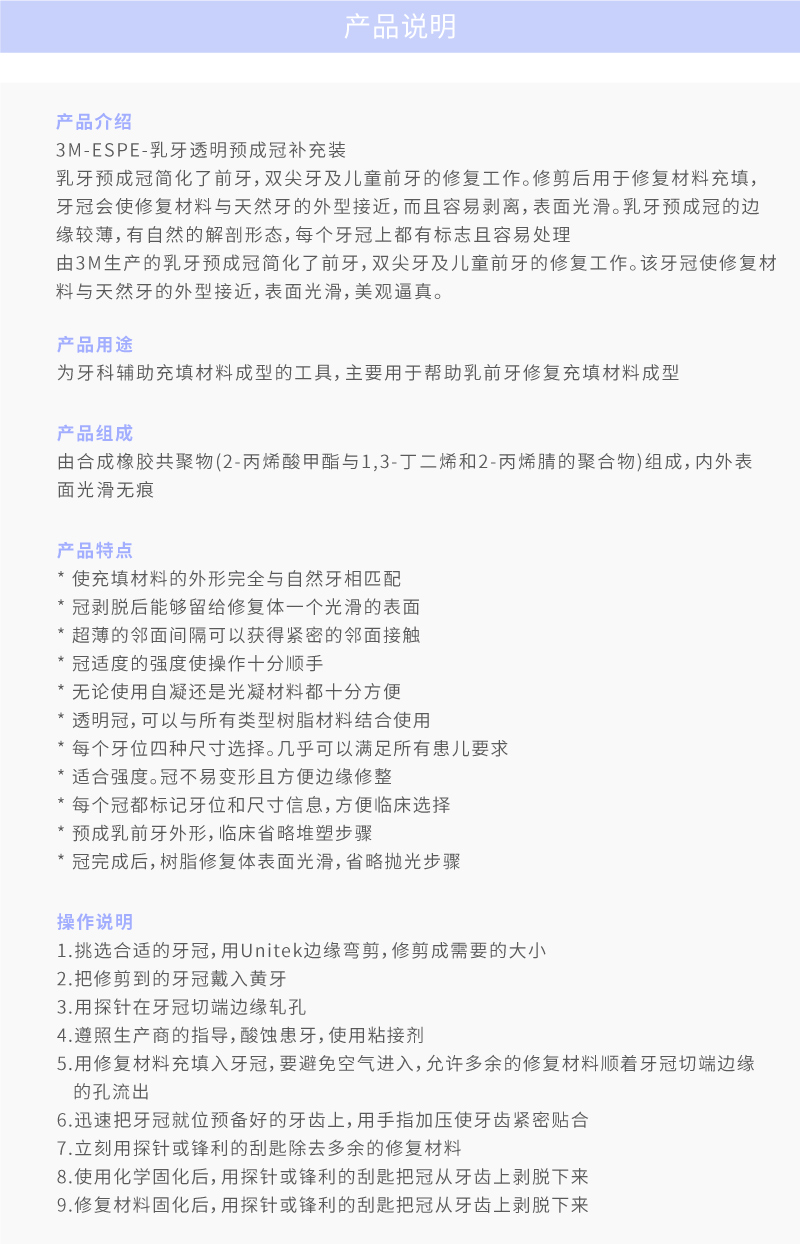 产品说明
产品介绍
3M-ESPE-乳牙透明预成冠补充装
乳牙预成冠简化了前牙，双尖牙及儿童前牙的修复工作。修剪后用于修复材料充填，
牙冠会使修复材料与天然牙的外型接近，而且容易剥离，表面光滑。乳牙预成冠的边
缘较薄，有自然的解剖形态，每个牙冠上都有标志且容易处理
由3M生产的乳牙预成冠简化了前牙，双尖牙及儿童前牙的修复工作。该牙冠使修复材
料与天然牙的外型接近，表面光滑，美观逼真。
产品用途
为牙科辅助充填材料成型的工具，主要用于帮助乳前牙修复充填材料成型
产品组成
由合成橡胶共聚物(2-丙烯酸甲酯与1,3-丁二烯和2-丙烯腈的聚合物)组成，内外表
面光滑无痕
产品特点
* 使充填材料的外形完全与自然牙相匹配
* 冠剥脱后能够留给修复体一个光滑的表面
* 超薄的邻面间隔可以获得紧密的邻面接触
* 冠适度的强度使操作十分顺手
* 无论使用自凝还是光凝材料都十分方便
* 透明冠，可以与所有类型树脂材料结合使用
* 每个牙位四种尺寸选择。几乎可以满足所有患儿要求
* 适合强度。冠不易变形且方便边缘修整
* 每个冠都标记牙位和尺寸信息，方便临床选择
* 预成乳前牙外形，临床省略堆塑步骤
* 冠完成后，树脂修复体表面光滑，省略抛光步骤
操作说明
1.挑选合适的牙冠，用Unitek边缘弯剪，修剪成需要的大小
2.把修剪到的牙冠戴入黄牙
3.用探针在牙冠切端边缘轧孔
4.遵照生产商的指导，酸蚀患牙，使用粘接剂
5.用修复材料充填入牙冠，要避免空气进入，允许多余的修复材料顺着牙冠切端边缘
的孔流出
6.迅速把牙冠就位预备好的牙齿上，用手指加压使牙齿紧密贴合
7.立刻用探针或锋利的刮匙除去多余的修复材料
8.使用化学固化后，用探针或锋利的刮匙把冠从牙齿上剥脱下来
9.修复材料固化后，用探针或锋利的刮匙把冠从牙齿上剥脱下来